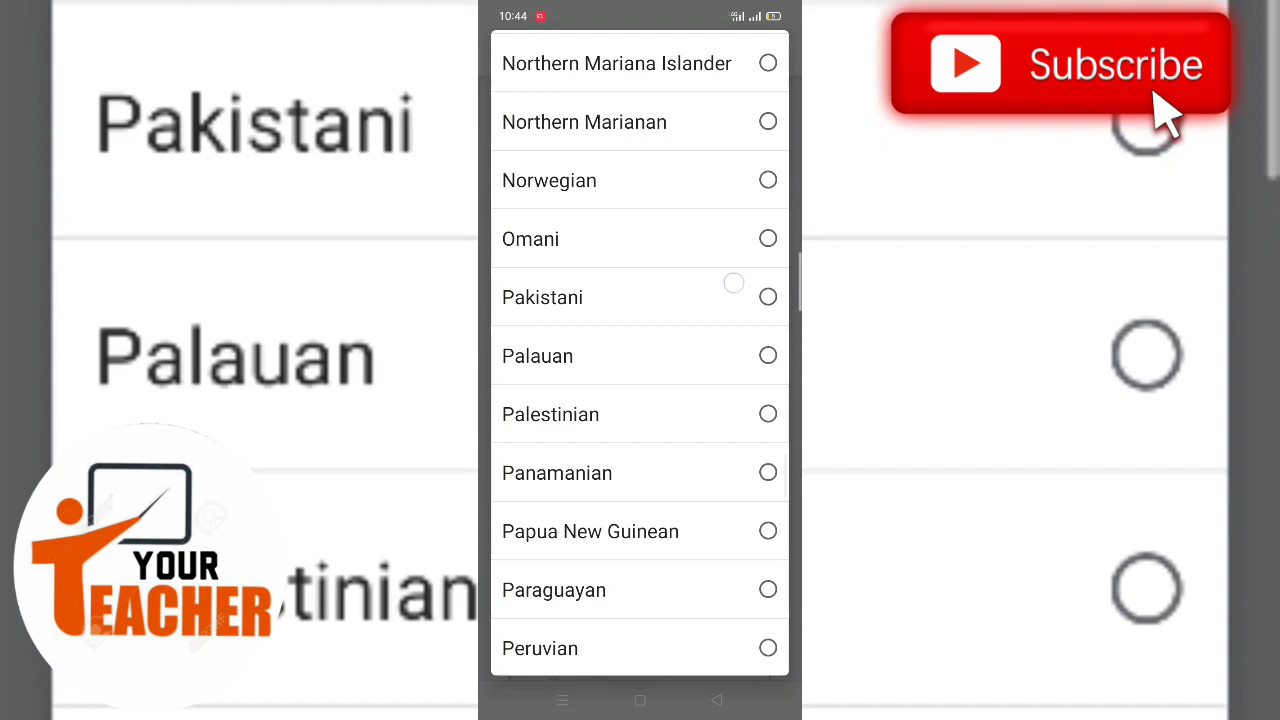 10:44
Northern Mariana Islander
Northern Marianan
Norwegian
Omani
Pakistani
Palauan
Palestinian
Panamanian
Papua New Guinean
Paraguayan
Peruvian
Pakistani
Palauan
tinian
Subscribe
YOUR
TEACHER